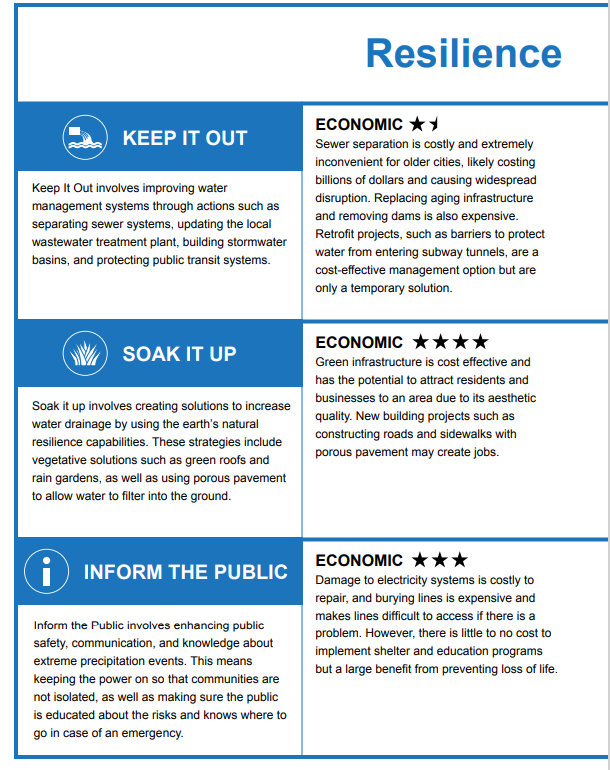 Resilience
KEEP IT OUT
Keep It Out involves improving water
management systems through actions such as
separating sewer systems, updating the local
wastewater treatment plant, building stormwater
basins, and protecting public transit systems.
ECONOMIC
Sewer separation is costly and extremely
inconvenient for older cities, likely costing
billions of dollars and causing widespread
disruption. Replacing aging infrastructure
and removing dams is also expensive.
Retrofit projects, such as barriers to protect
water from entering subway tunnels, are a
cost-effective management option but are
only a temporary solution.
SOAK IT UP
Soak it up involves creating solutions to increase
water drainage by using the earth's natural
resilience capabilities. These strategies include
vegetative solutions such as green roofs and
rain gardens, as well as using porous pavement
to allow water to filter into the ground.
ECONOMIC
Green infrastructure is cost effective and
has the potential to attract residents and
businesses to an area due to its aesthetic
quality. New building projects such as
constructing roads and sidewalks with
porous pavement may create jobs.
INFORM THE PUBLIC
Inform the Public involves enhancing public
safety, communication, and knowledge about
extreme precipitation events. This means
keeping the power on so that communities are
not isolated, as well as making sure the public
is educated about the risks and knows where to
go in case of an emergency.
ECONOMIC
Damage to electricity systems is costly to
repair, and burying lines is expensive and
makes lines difficult to access if there is a
problem. However, there is little to no cost to
implement shelter and education programs
but a large benefit from preventing loss of life.